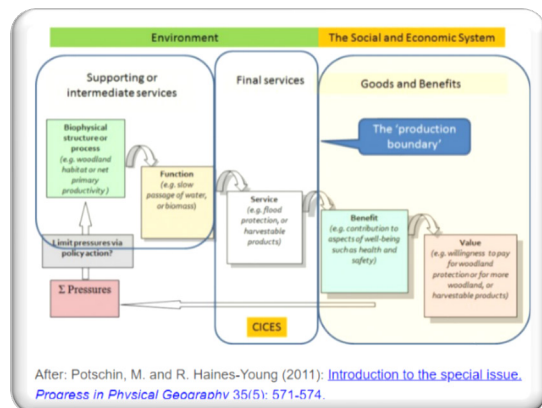 Environment
The Social and Economic System
Supporting or
intermediate services
Final services
Goods and Benefits
Biophysical
structure or
process
(e.g. woodland
habitat or net
primary
productivity )
The 'production
boundary'
Function
(e.g. slow
passage of water,
or biomass)
Service
(e.g. flood
protection, or
harvestable
products)
Benefit
(e.g. contribution to
aspects of well-being
such as health and
safety)
Value
(e.g. willingness to pay
for woodland
protection or for more
woodland, or
harvestable products)
Limit pressures via
policy action?
Σ Pressures
CICES
After: Potschin, M. and R. Haines-Young (2011): Introduction to the special issue.
Progress in Physical Geography 35(5): 571-574.